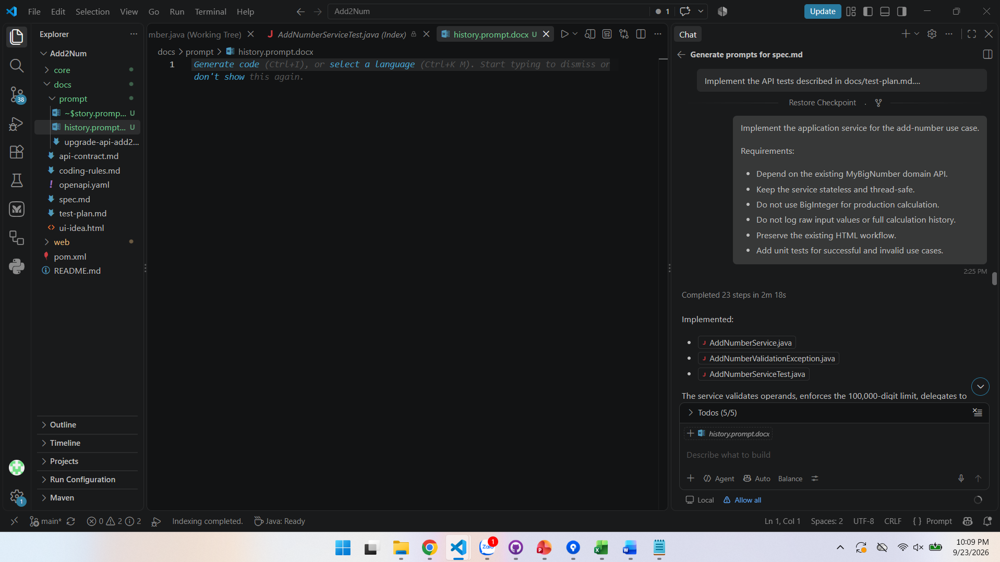 File Edit Selection View Go Run Terminal Help
Add2Num
1
Update
Explorer
Add2Num
core
docs
prompt
~$story.promp... U
history.prompt... U
upgrade-api-add2...
api-contract.md
coding-rules.md
openapi.yaml
spec.md
test-plan.md
ui-idea.html
web
pom.xml
README.md
Outline
Timeline
Projects
Run Configuration
Maven
38
1
mber.java (Working Tree)
AddNumberServiceTest.java (Index)
history.prompt.docx U
docs > prompt > history.prompt.docx
1 Generate code (Ctrl+I), or select a language (Ctrl+K M). Start typing to dismiss or
don't show this again.
Chat
Generate prompts for spec.md
Implement the API tests described in docs/test-plan.md....
Restore Checkpoint .
Implement the application service for the add-number use case.
Requirements:
• Depend on the existing MyBigNumber domain API.
• Keep the service stateless and thread-safe.
• Do not use BigInteger for production calculation.
• Do not log raw input values or full calculation history.
• Preserve the existing HTML workflow.
• Add unit tests for successful and invalid use cases.
2:25 PM
Completed 23 steps in 2m 18s
Implemented:
• J AddNumberService.java
• J AddNumberValidationException.java
• J AddNumberServiceTest.java
The service validates operands, enforces the 100,000-digit limit, delegates to
Todos (5/5)
history.prompt.docx
Describe what to build
Agent Auto Balance
Local Allow all
main* 0 2 2 Indexing completed. Java: Ready
Ln 1, Col 1 Spaces: 2 UTF-8 CRLF { } Prompt
Zalo 1
10:09 PM
9/23/2026